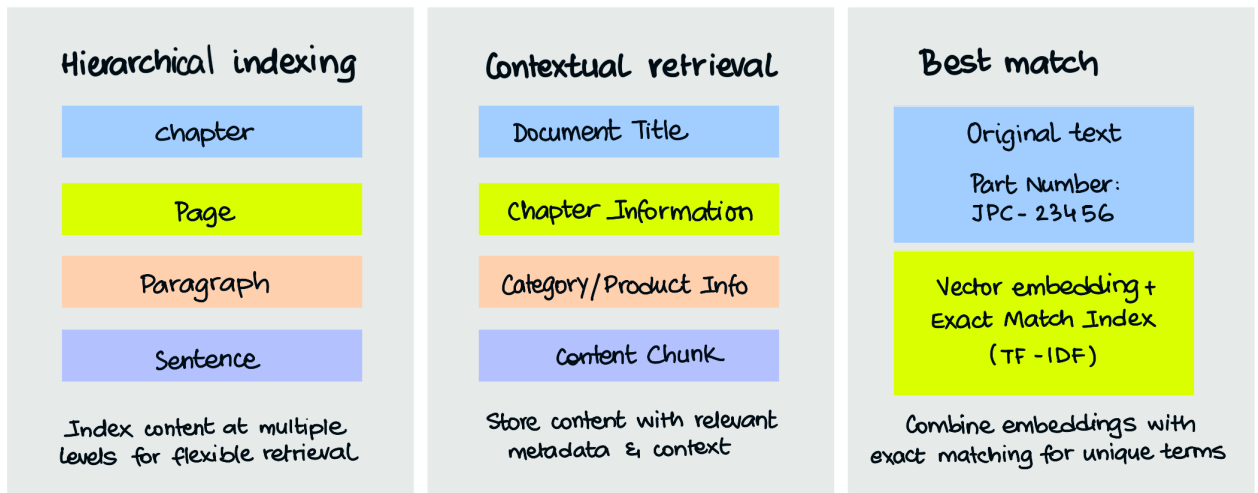 Hierarchical indexing
chapter
Page
Paragraph
Sentence
Index content at multiple
levels for flexible retrieval
Contextual retrieval
Document Title
Chapter Information
Category/Product Info
Content Chunk
Store content with relevant
metadata & context
Best match
Original text
Part Number:
JPC-23456
Vector embedding +
Exact Match Index
(TF-IDF)
Combine embeddings with
exact matching for unique terms